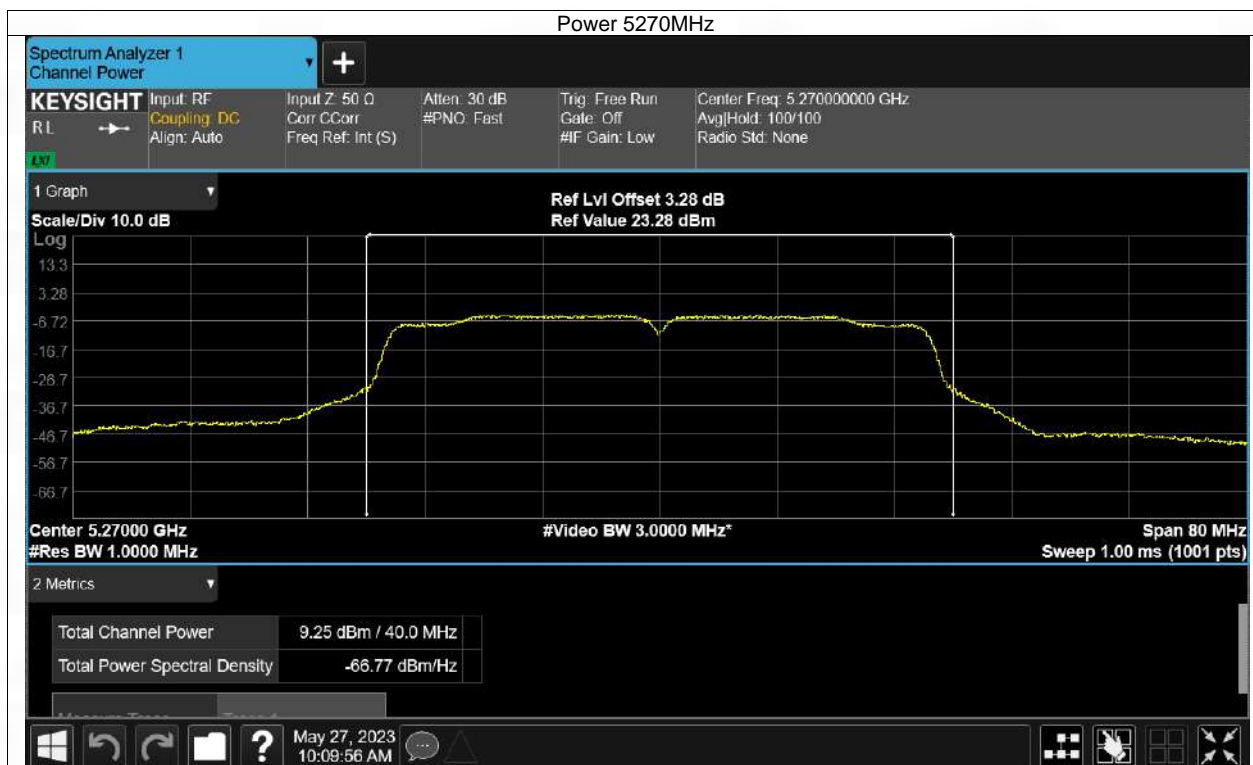 Power 5270MHz
Spectrum Analyzer 1
Channel Power
KEYSIGHT
RL
LXI
Input: RF
Coupling: DC
Align: Auto
Input Z: 50 Ω
Corr CCorr
Freq Ref: Int (S)
Atten: 30 dB
#PNO: Fast
Trig: Free Run
Gate: Off
#IF Gain: Low
Center Freq: 5.270000000 GHz
Avg|Hold: 100/100
Radio Std: None
1 Graph
Scale/Div 10.0 dB
Ref Lvl Offset 3.28 dB
Ref Value 23.28 dBm
Log
13.3
3.28
-6.72
-16.7
-26.7
-36.7
-46.7
-56.7
-66.7
Center 5.27000 GHz
#Video BW 3.0000 MHz*
Span 80 MHz
#Res BW 1.0000 MHz
Sweep 1.00 ms (1001 pts)
2 Metrics
Total Channel Power 9.25 dBm / 40.0 MHz
Total Power Spectral Density -66.77 dBm/Hz
May 27, 2023
10:09:56 AM